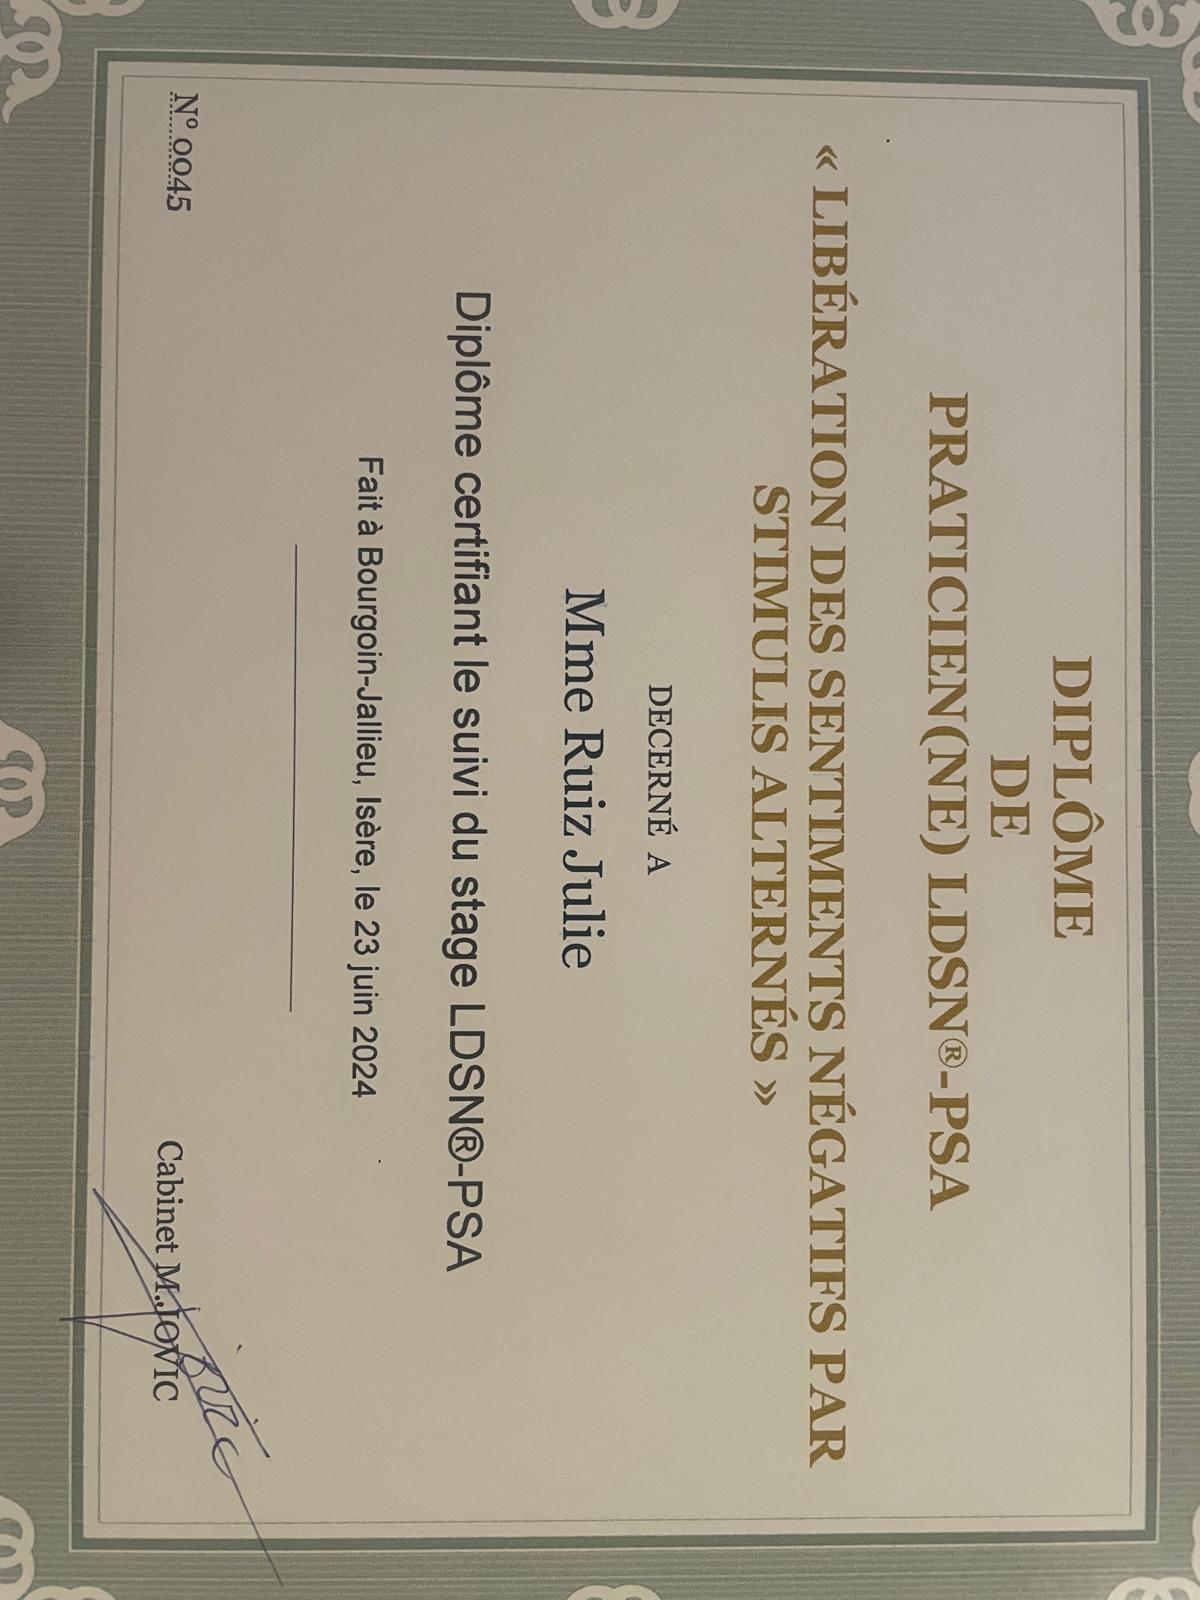 DIPLÔME
DE
PRATICIEN(NE) LDSN®-PSA
« LIBÉRATION DES SENTIMENTS NÉGATIFS PAR
STIMULIS ALTERNÉS »
DECERNÉ A
Mme Ruiz Julie
Diplôme certifiant le suivi du stage LDSN®-PSA
Fait à Bourgoin-Jallieu, Isère, le 23 juin 2024
N° 0045
Jovic
Cabinet M.JOVIC